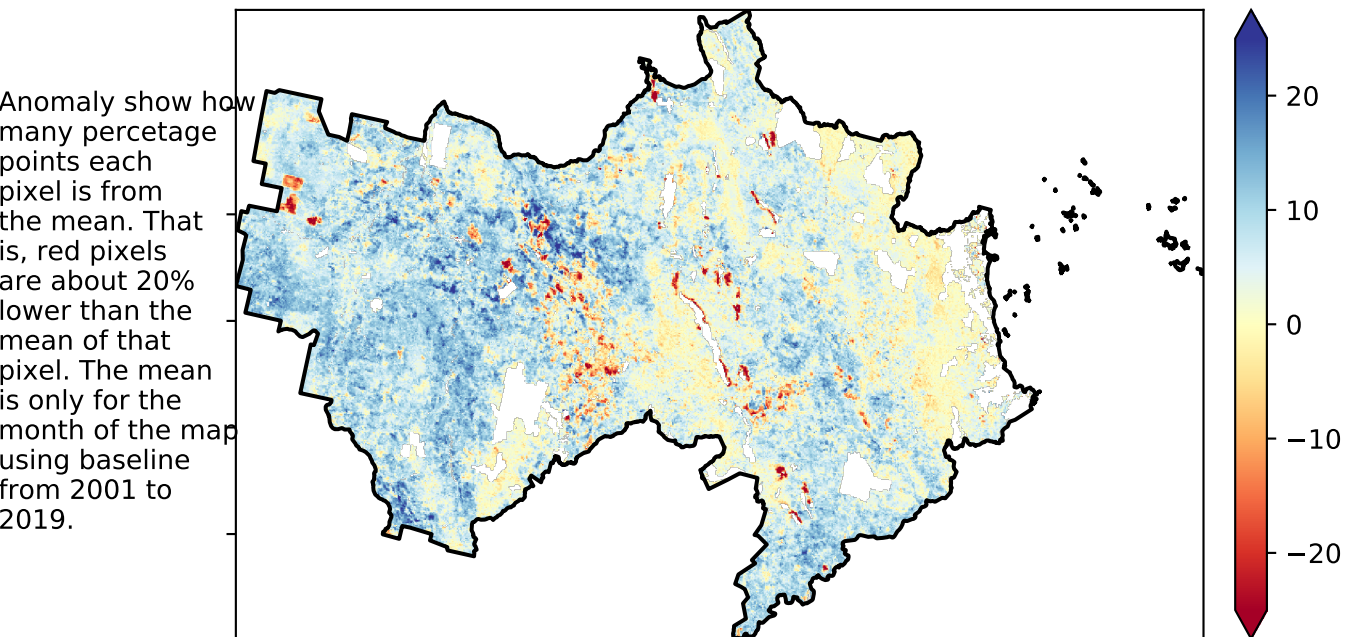 Anomaly show how
many percetage
points each
pixel is from
the mean. That
is, red pixels
are about 20%
lower than the
mean of that
pixel. The mean
is only for the
month of the map
using baseline
from 2001 to
2019.
20
10
0
−10
−20